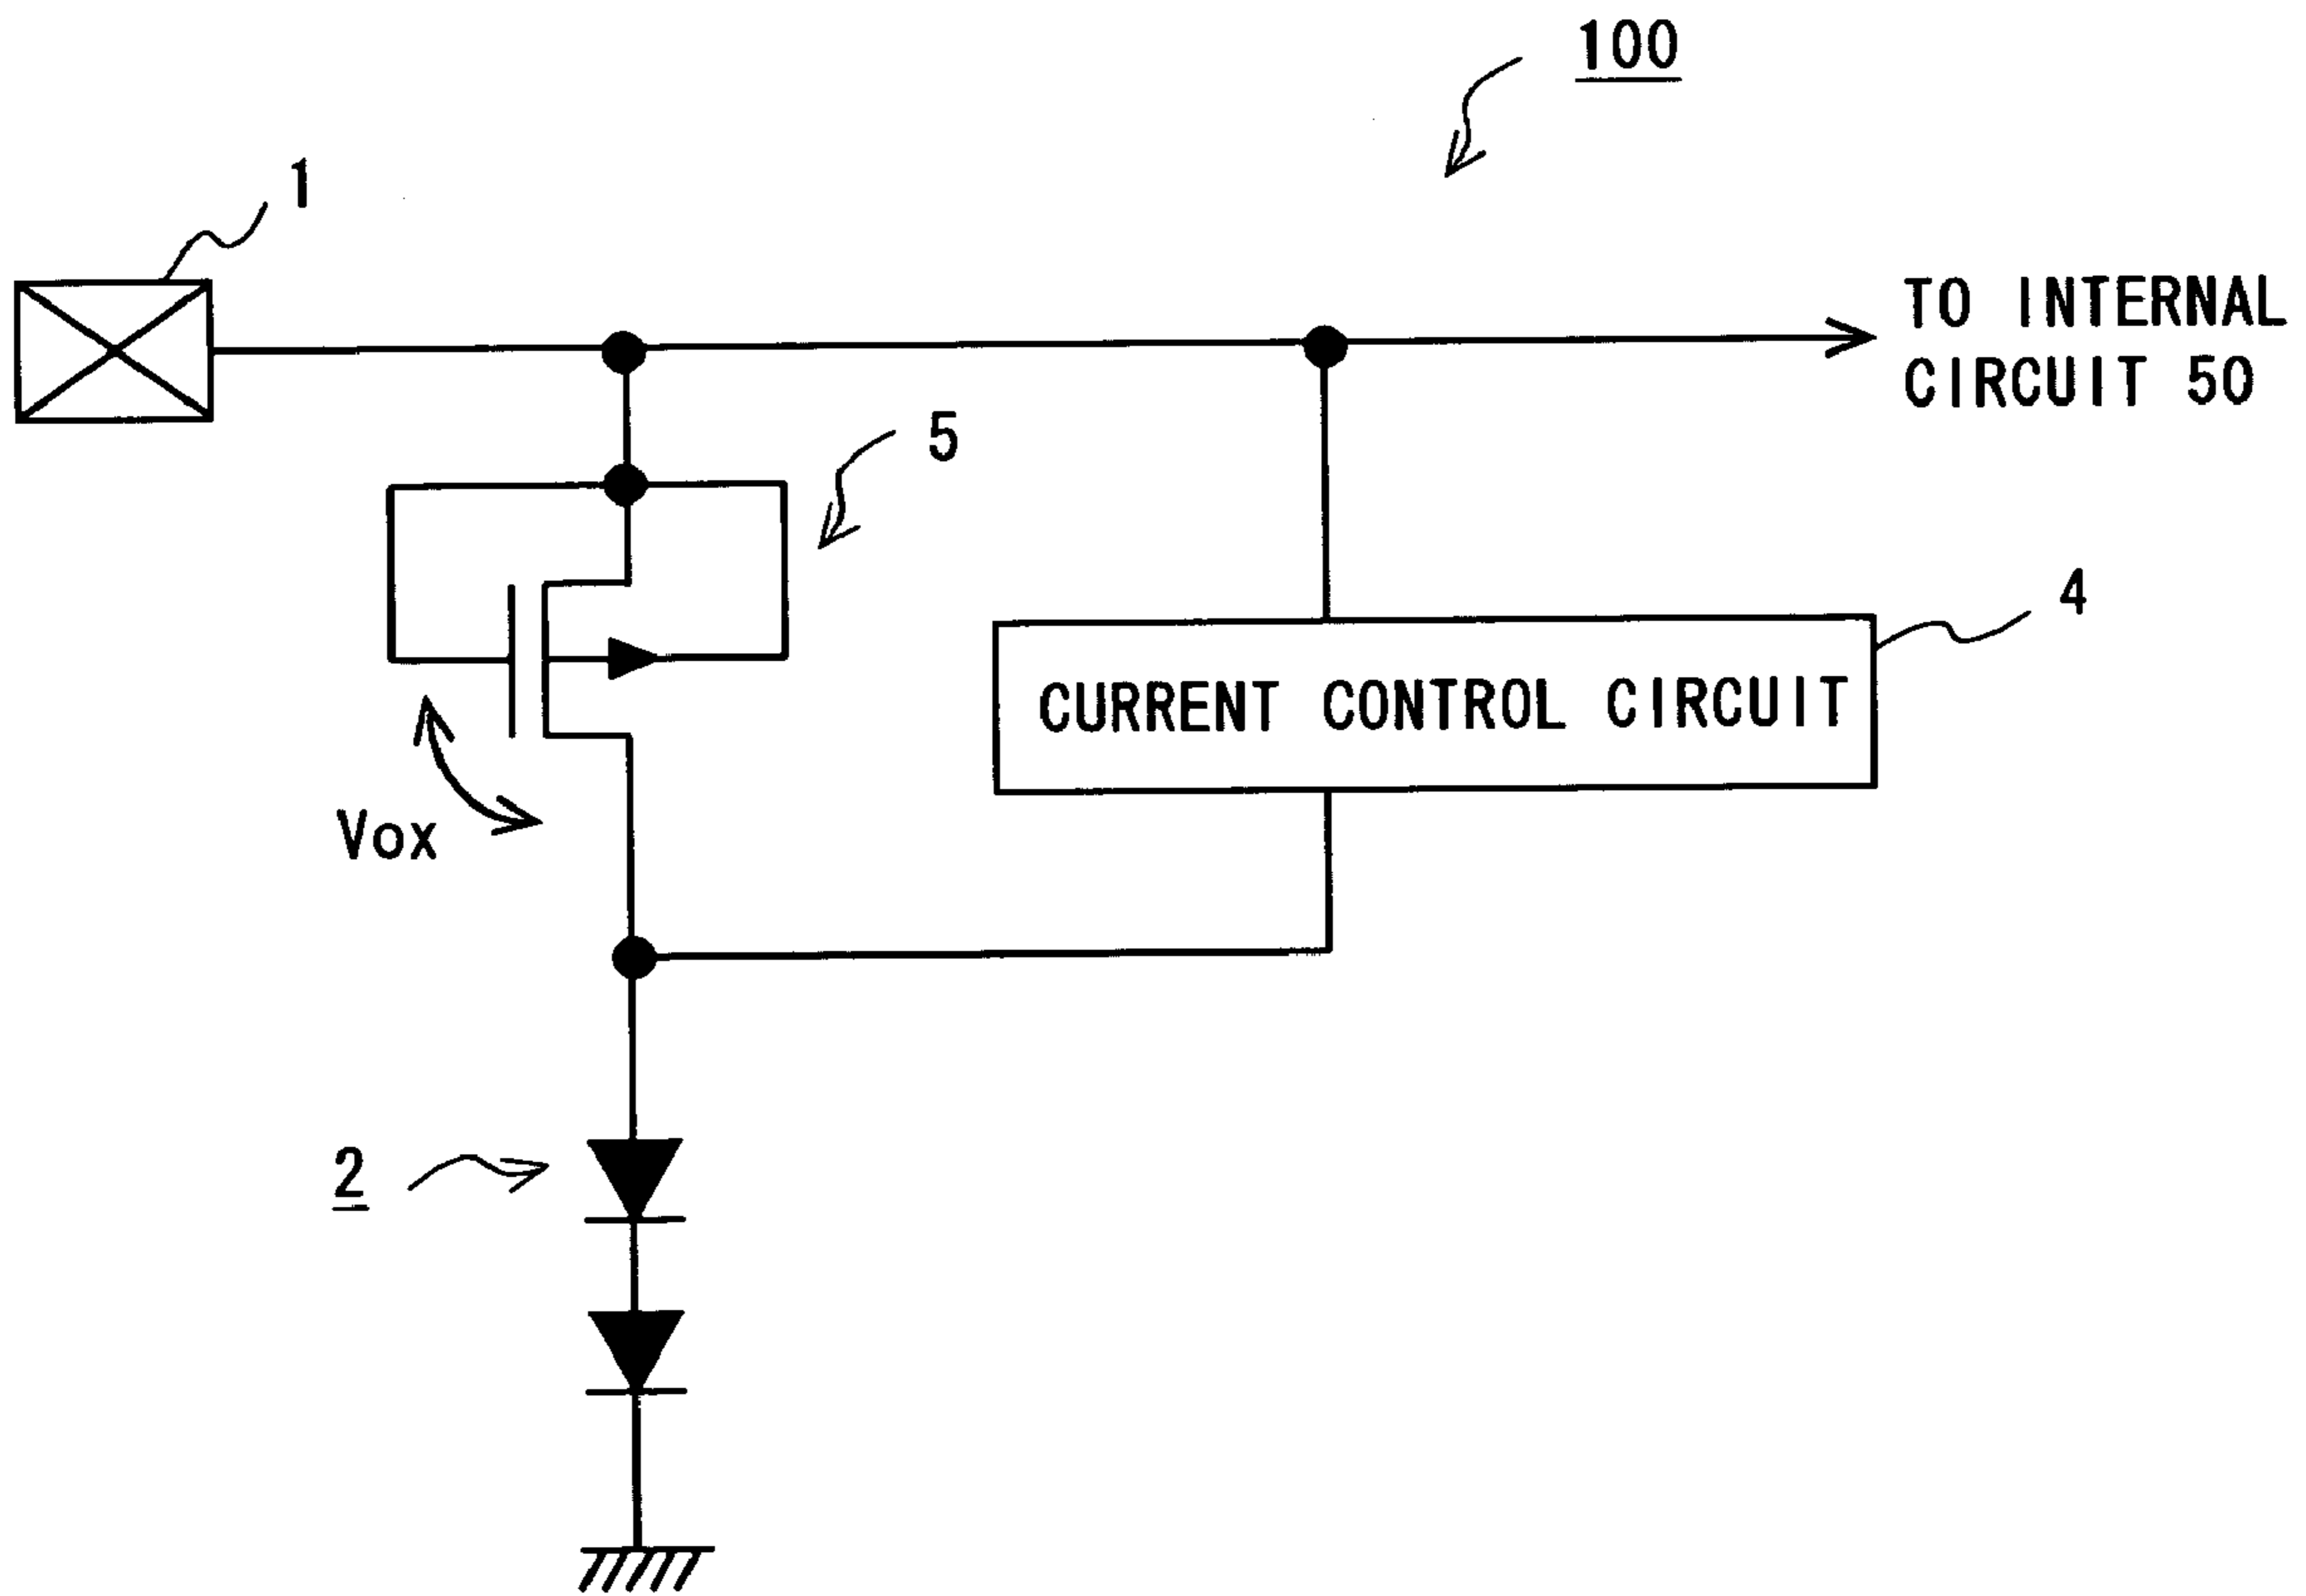 100
1
TO INTERNAL
CIRCUIT 50
5
4
CURRENT CONTROL CIRCUIT
Vox
2